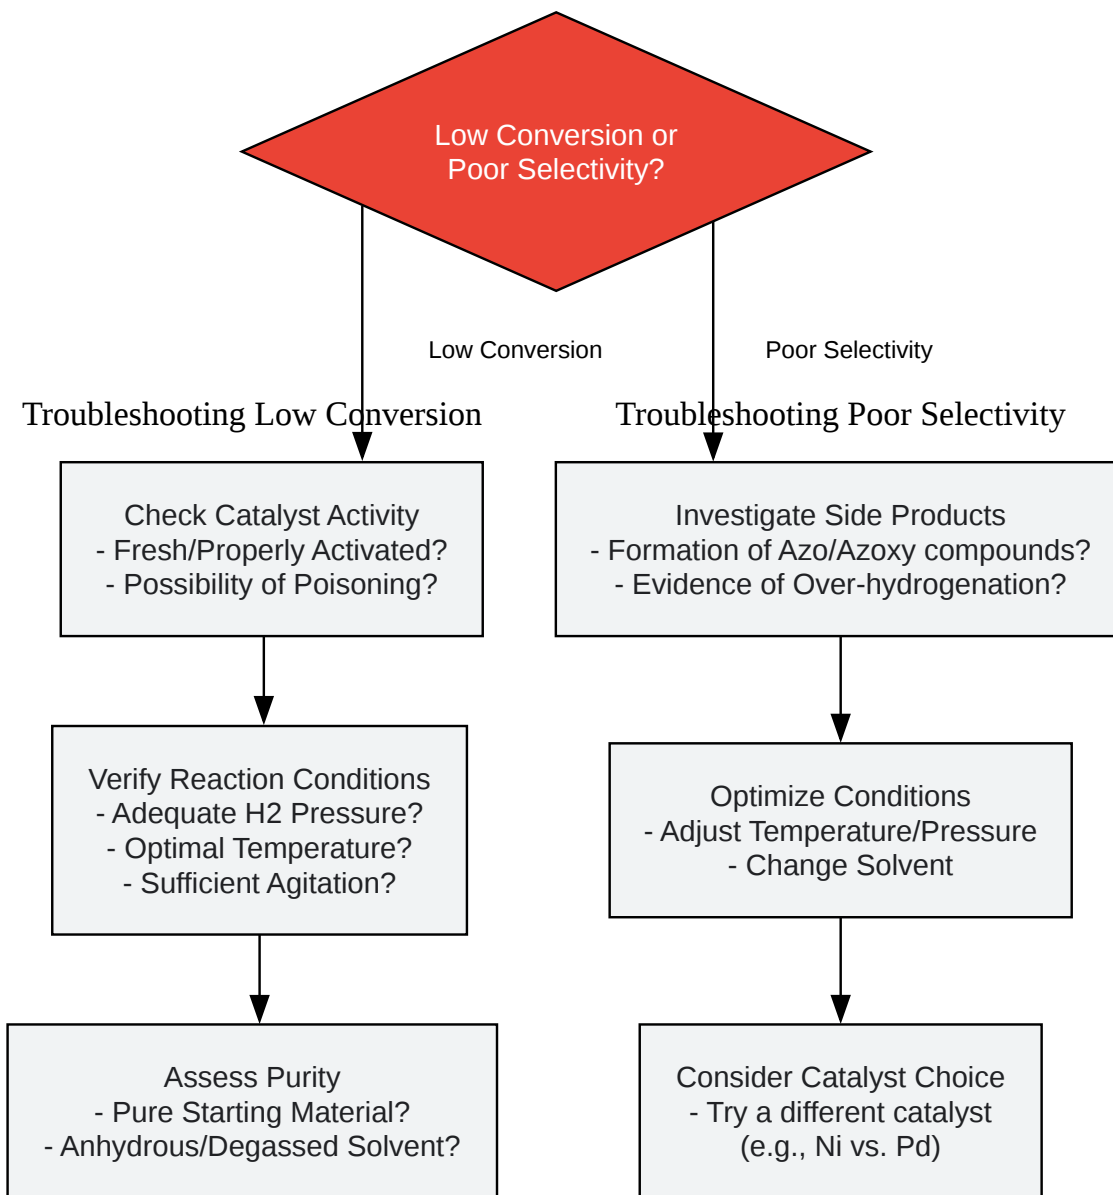 Low Conversion or
Poor Selectivity?
Low Conversion
Poor Selectivity
Troubleshooting Low Conversion
Troubleshooting Poor Selectivity
Check Catalyst Activity
- Fresh/Properly Activated?
- Possibility of Poisoning?
Investigate Side Products
- Formation of Azo/Azoxy compounds?
- Evidence of Over-hydrogenation?
Verify Reaction Conditions
- Adequate H2 Pressure?
- Optimal Temperature?
- Sufficient Agitation?
Optimize Conditions
- Adjust Temperature/Pressure
- Change Solvent
Assess Purity
- Pure Starting Material?
- Anhydrous/Degassed Solvent?
Consider Catalyst Choice
- Try a different catalyst
(e.g., Ni vs. Pd)